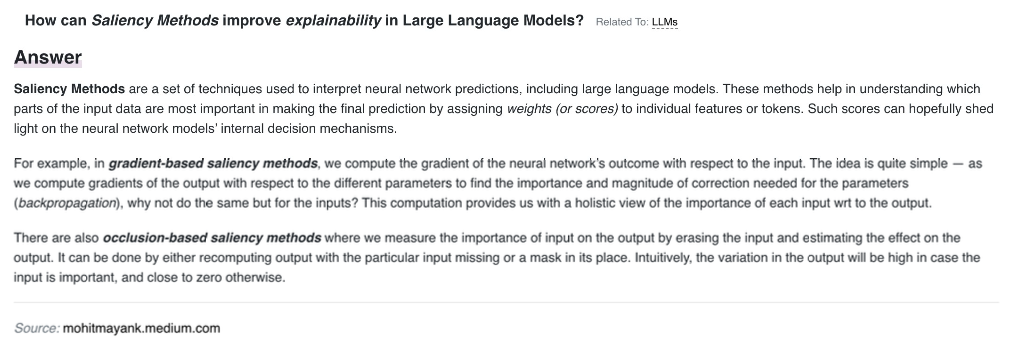 How can Saliency Methods improve explainability in Large Language Models? Related To: LLMs
Answer
Saliency Methods are a set of techniques used to interpret neural network predictions, including large language models. These methods help in understanding which
parts of the input data are most important in making the final prediction by assigning weights (or scores) to individual features or tokens. Such scores can hopefully shed
light on the neural network models' internal decision mechanisms.
For example, in gradient-based saliency methods, we compute the gradient of the neural network's outcome with respect to the input. The idea is quite simple — as
we compute gradients of the output with respect to the different parameters to find the importance and magnitude of correction needed for the parameters
(backpropagation), why not do the same but for the inputs? This computation provides us with a holistic view of the importance of each input wrt to the output.
There are also occlusion-based saliency methods where we measure the importance of input on the output by erasing the input and estimating the effect on the
output. It can be done by either recomputing output with the particular input missing or a mask in its place. Intuitively, the variation in the output will be high in case the
input is important, and close to zero otherwise.
Source: mohitmayank.medium.com